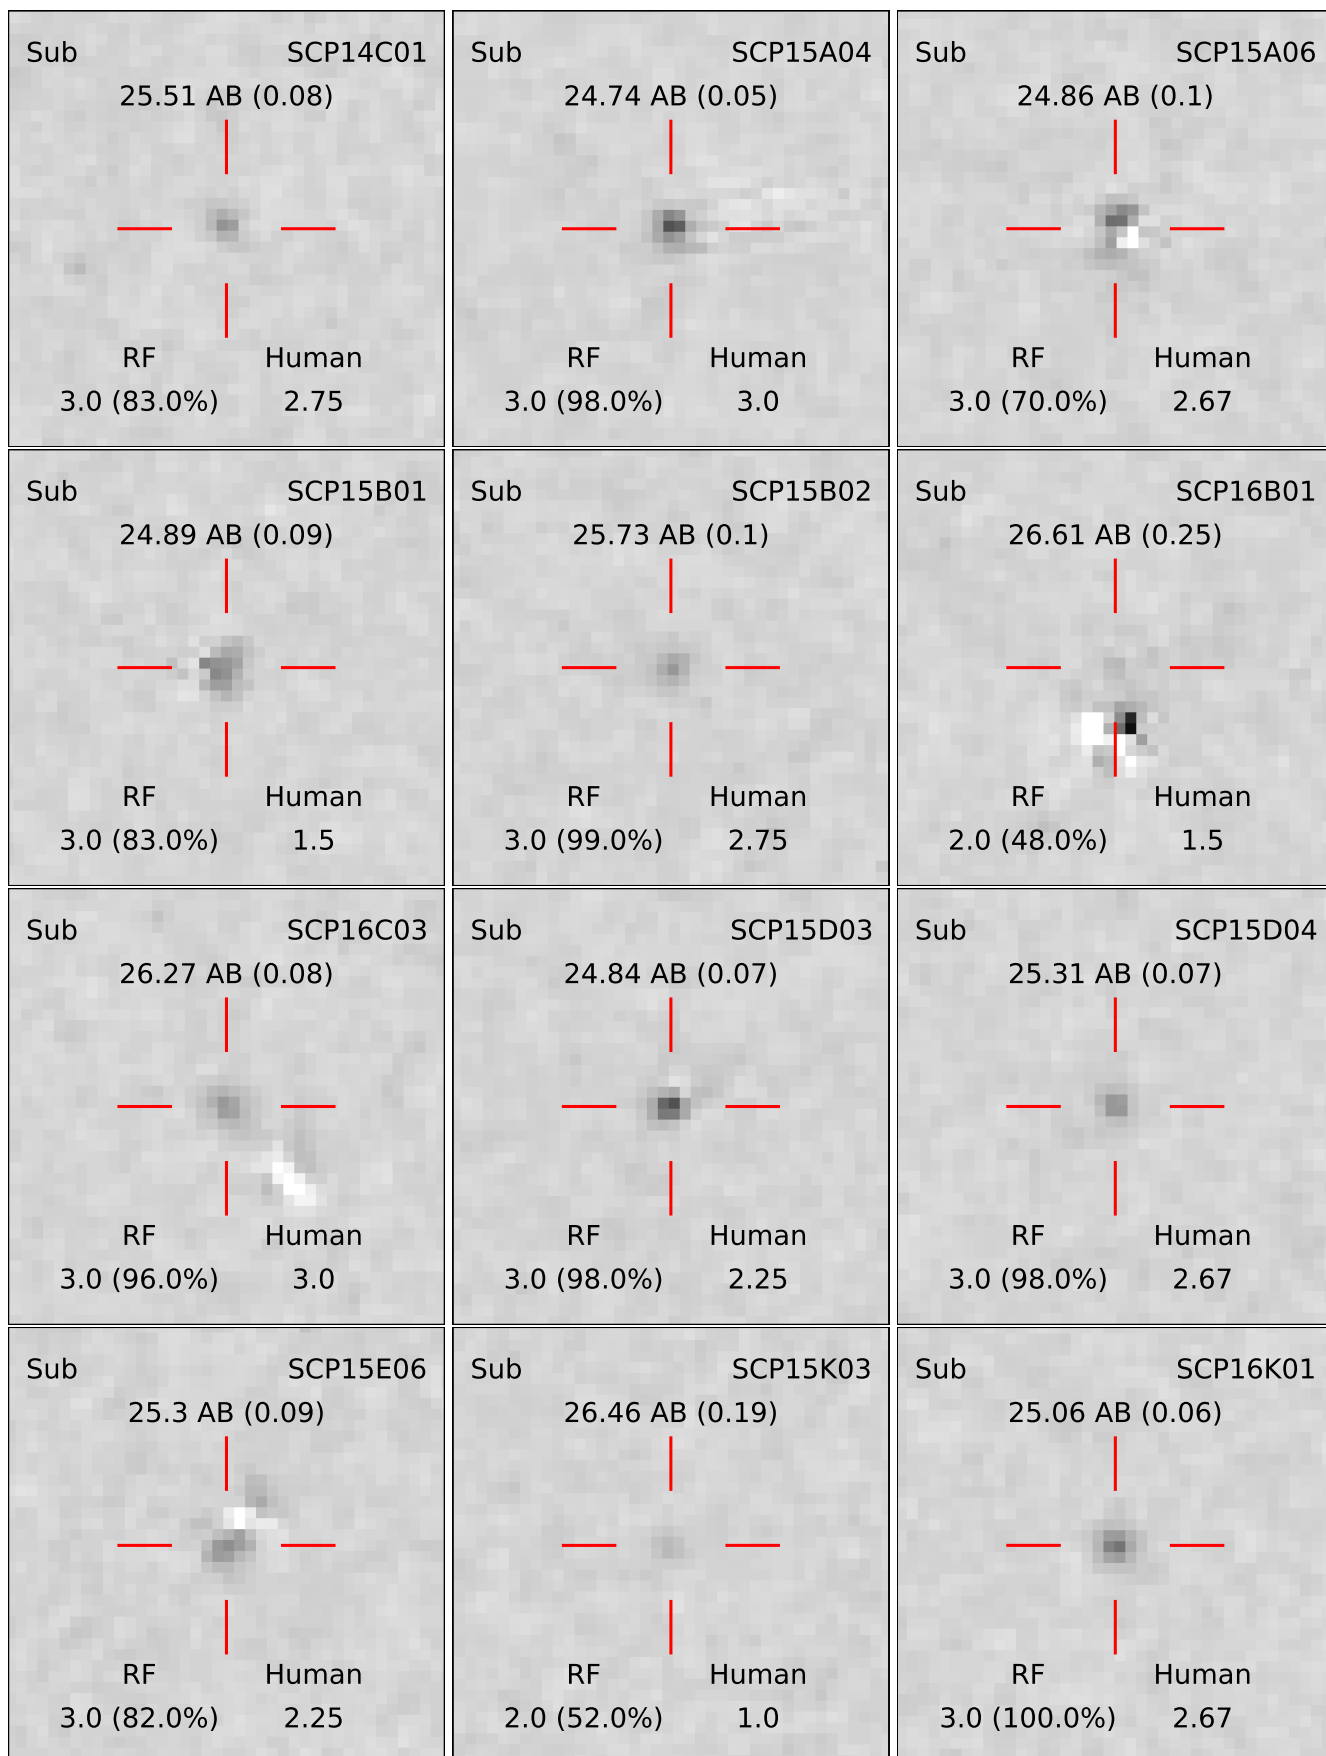 Sub SCP14C01
25.51 AB (0.08)
RF Human
3.0 (83.0%) 2.75
Sub SCP15A04
24.74 AB (0.05)
RF Human
3.0 (98.0%) 3.0
Sub SCP15A06
24.86 AB (0.1)
RF Human
3.0 (70.0%) 2.67
Sub SCP15B01
24.89 AB (0.09)
RF Human
3.0 (83.0%) 1.5
Sub SCP15B02
25.73 AB (0.1)
RF Human
3.0 (99.0%) 2.75
Sub SCP16B01
26.61 AB (0.25)
RF Human
2.0 (48.0%) 1.5
Sub SCP16C03
26.27 AB (0.08)
RF Human
3.0 (96.0%) 3.0
Sub SCP15D03
24.84 AB (0.07)
RF Human
3.0 (98.0%) 2.25
Sub SCP15D04
25.31 AB (0.07)
RF Human
3.0 (98.0%) 2.67
Sub SCP15E06
25.3 AB (0.09)
RF Human
3.0 (82.0%) 2.25
Sub SCP15K03
26.46 AB (0.19)
RF Human
2.0 (52.0%) 1.0
Sub SCP16K01
25.06 AB (0.06)
RF Human
3.0 (100.0%) 2.67